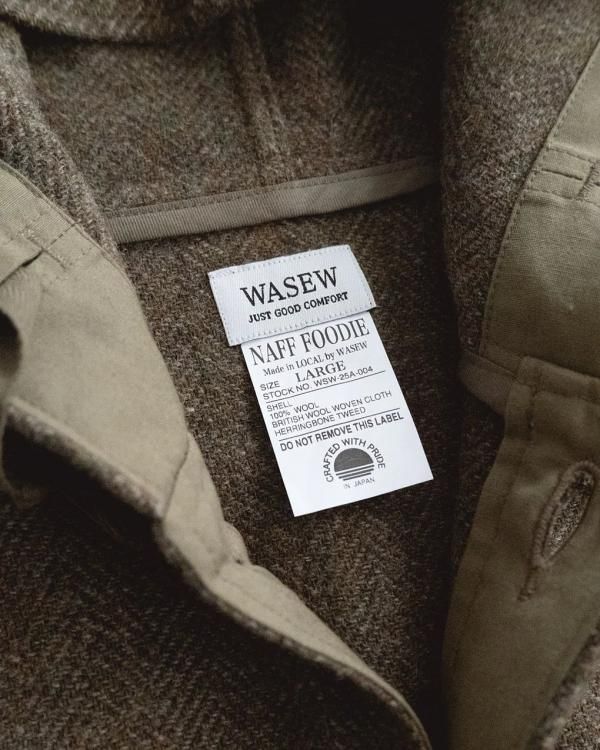 WASEW
JUST GOOD COMFORT
NAFF FOODIE
Made in LOCAL by WASEW
SIZE LARGE
STOCK NO. WSW-25A-004
SHELL
100% WOOL
BRITISH WOOL WOVEN CLOTH
HERRINGBONE TWEED
DO NOT REMOVE THIS LABEL
CRAFTED WITH PRIDE
IN JAPAN